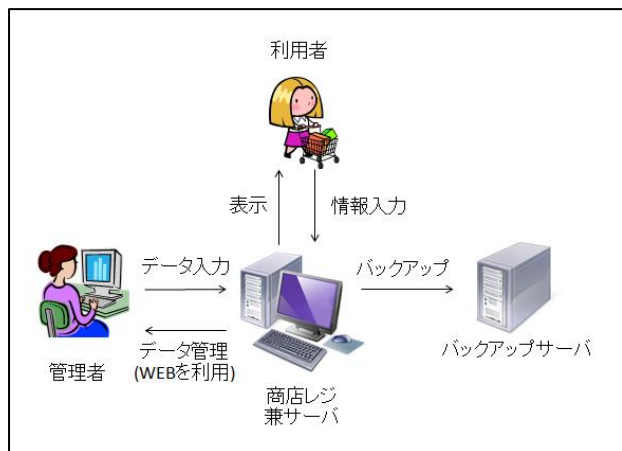 利用者
表示
情報入力
データ入力
バックアップ
データ管理
(WEBを利用)
管理者
商店レジ
兼サーバ
バックアップサーバ